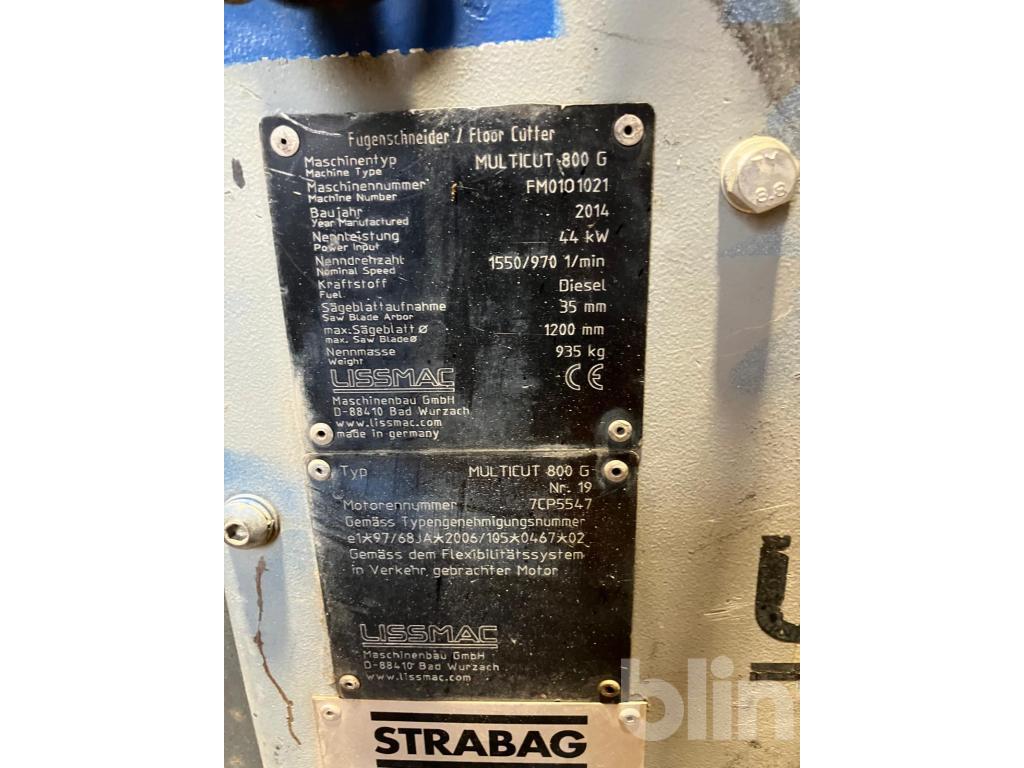 Fugenschneider / Floor Cutter
Maschinentyp MULTICUT 800 G
Machine Type
Maschinennummer FM0101021
Machine Number
Baujahr 2014
Year Manufactured
Nennleistung 44 kW
Power Input
Nenndrehzahl 1550/970 1/min
Nominal Speed
Kraftstoff Diesel
Fuel
Sägeblattaufnahme 35 mm
Saw Blade Arbor
max.Sägeblatt Ø 1200 mm
max. Saw Blade Ø
Nennmasse 935 kg
Weight
LISSMAC CE
Maschinenbau GmbH
D-88410 Bad Wurzach
www.lissmac.com
made in germany
Typ MULTICUT 800 G
Nr. 19
Motorennummer 7CP5547
Gemäss Typengenehmigungsnummer
e1*97/68JA*2006/105*0467*02
Gemäss dem Flexibilitätssystem
in Verkehr gebrachter Motor
LISSMAC
Maschinenbau GmbH
D-88410 Bad Wurzach
www.lissmac.com
STRABAG
8.8